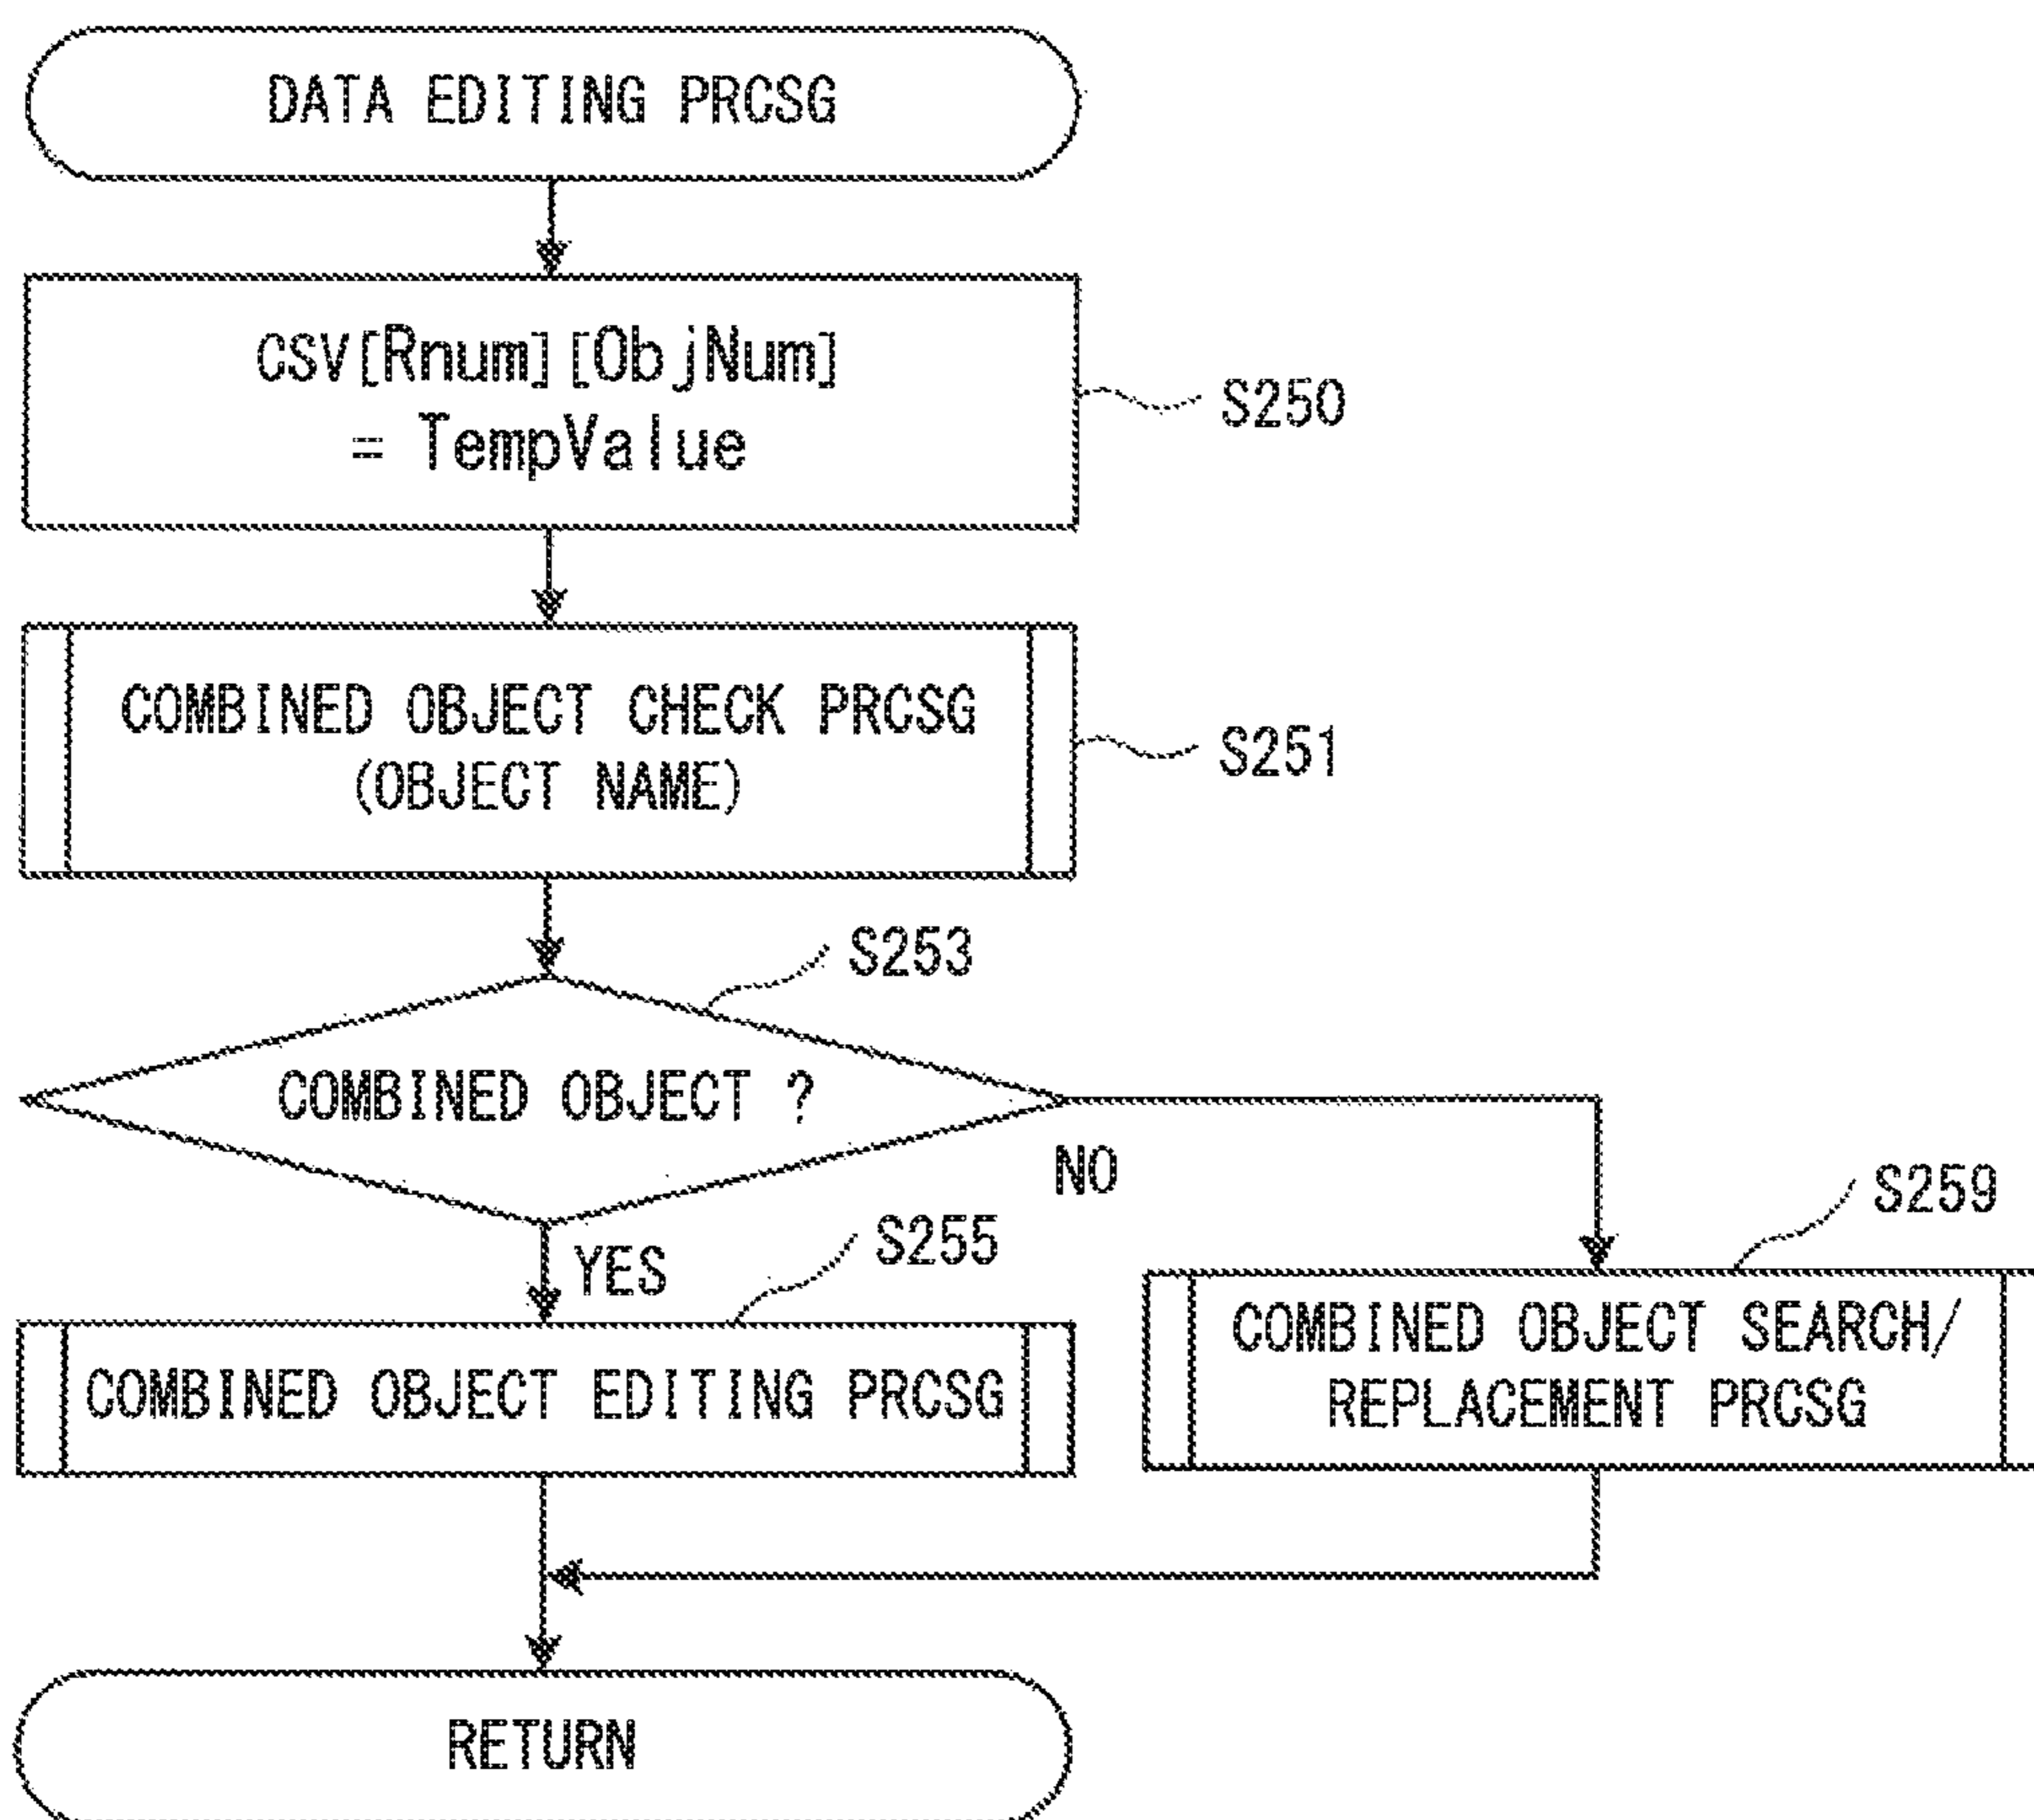 DATA EDITING PRCSG
CSV[Rnum][ObjNum]
= TempValue
S250
COMBINED OBJECT CHECK PRCSG
(OBJECT NAME)
S251
S253
COMBINED OBJECT ?
NO
YES
S255
S259
COMBINED OBJECT EDITING PRCSG
COMBINED OBJECT SEARCH/
REPLACEMENT PRCSG
RETURN